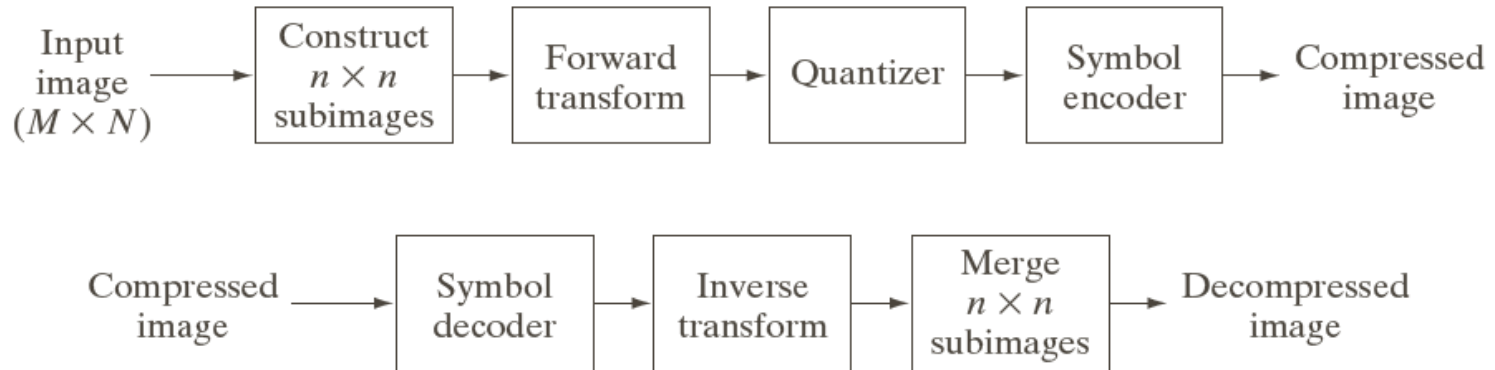 Input
image
(M × N)
Construct
n × n
subimages
Forward
transform
Quantizer
Symbol
encoder
Compressed
image
Compressed
image
Symbol
decoder
Inverse
transform
Merge
n × n
subimages
Decompressed
image